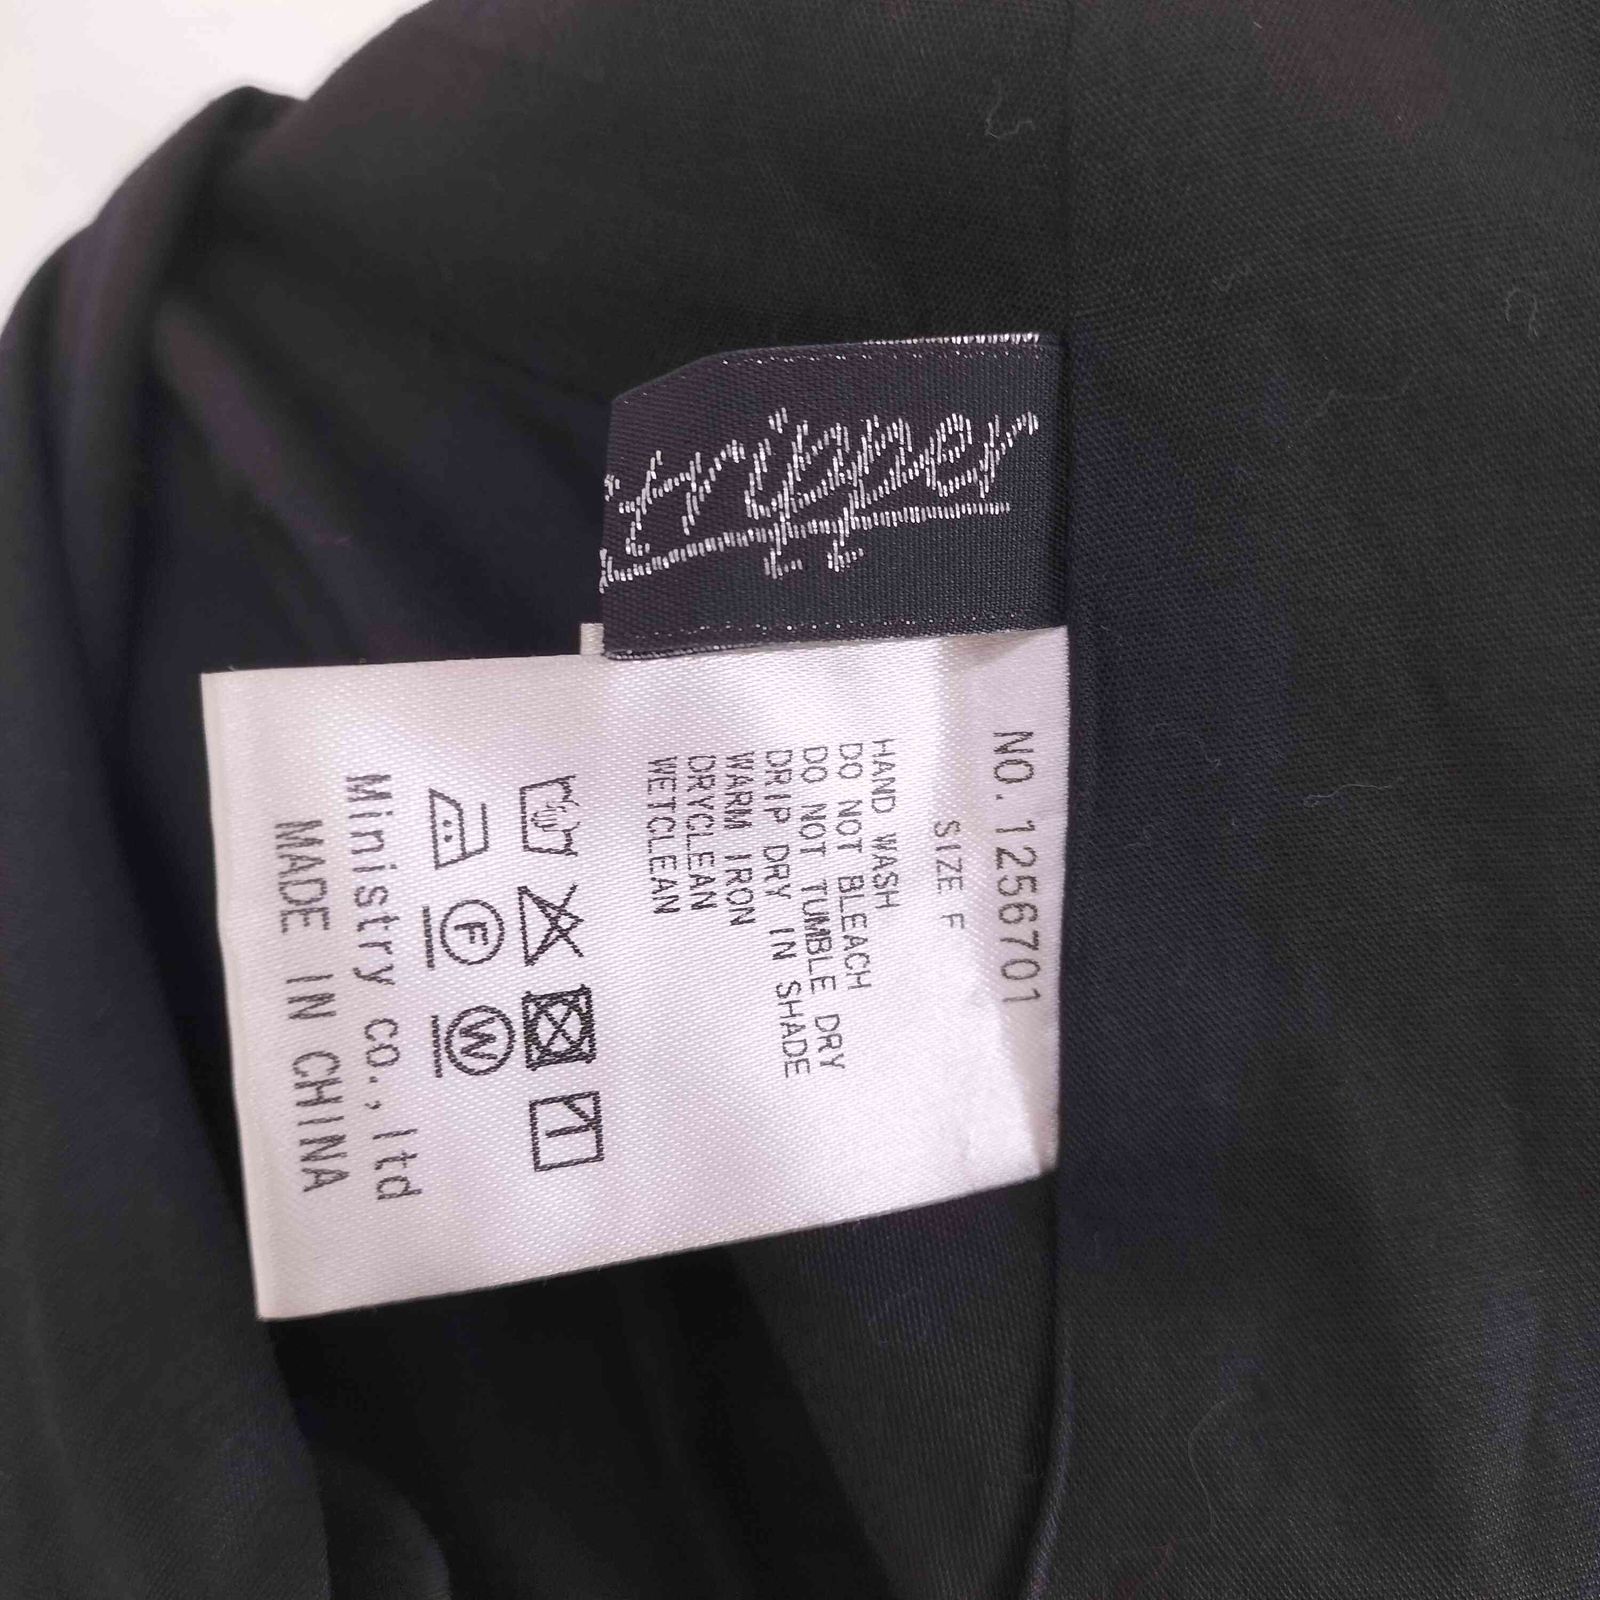 tripper
NO. 1256701
SIZE F
HAND WASH
DO NOT BLEACH
DO NOT TUMBLE DRY
DRIP DRY IN SHADE
WARM IRON
DRYCLEAN
WETCLEAN
F W
Ministry co., ltd
MADE IN CHINA